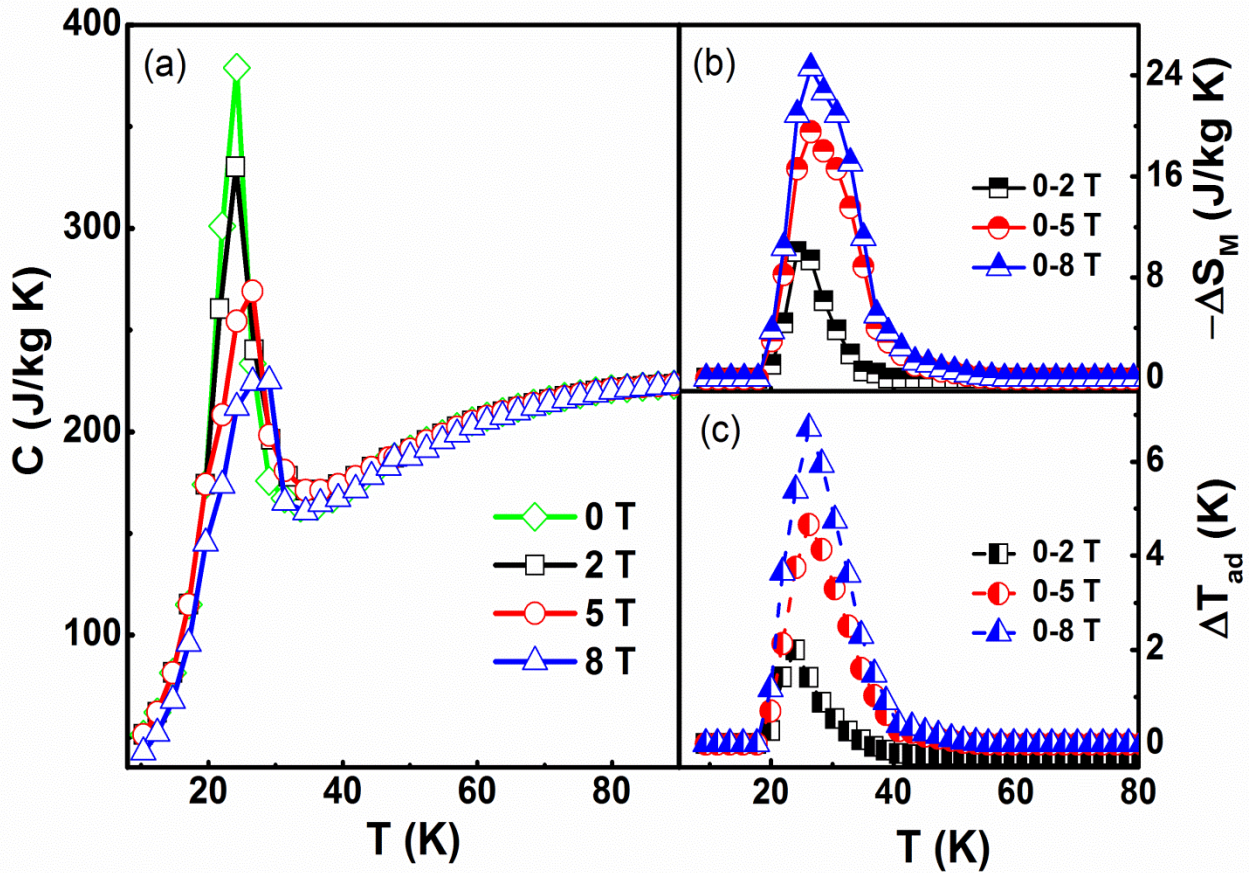 (a)
400
300
200
100
C (J/kg K)
0 T
2 T
5 T
8 T
20 40 60 80
T (K)
(b)
0-2 T
0-5 T
0-8 T
24
16
8
0
−ΔS_M (J/kg K)
(c)
0-2 T
0-5 T
0-8 T
6
4
2
0
ΔT_ad (K)
20 40 60 80
T (K)